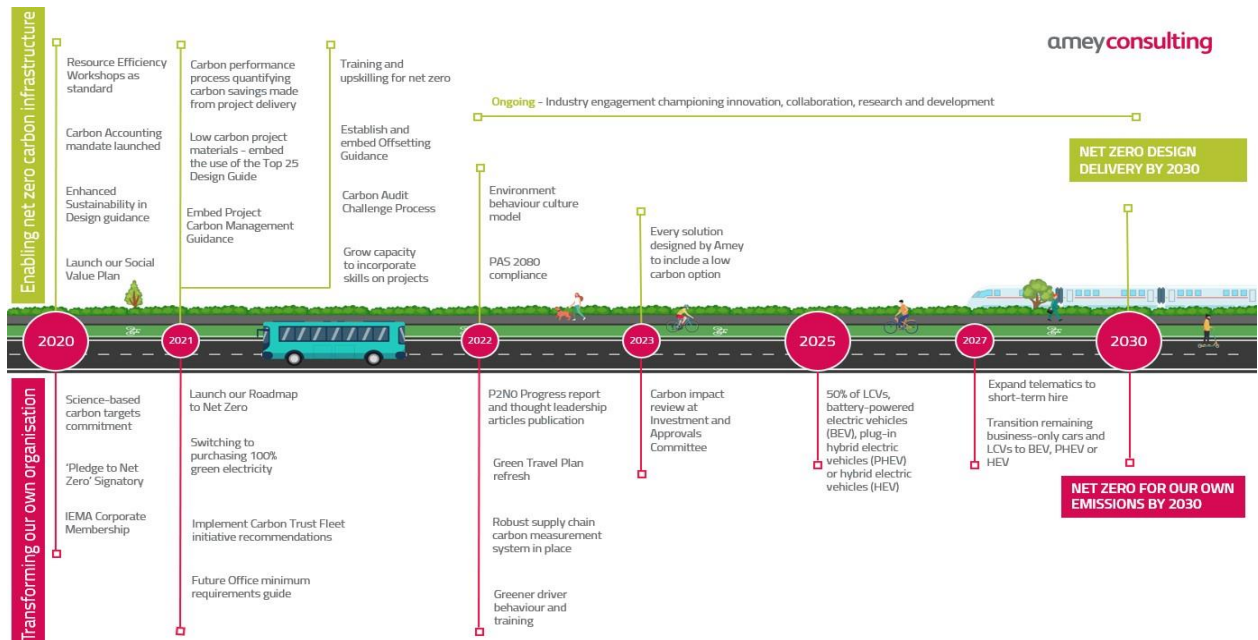 Enabling net zero carbon infrastructure
ameyconsulting
Resource Efficiency
Workshops as
standard
Carbon Accounting
mandate launched
Enhanced
Sustainability in
Design guidance
Launch our Social
Value Plan
Carbon performance
process quantifying
carbon savings made
from project delivery
Low carbon project
materials - embed
the use of the Top 25
Design Guide
Embed Project
Carbon Management
Guidance
Training and
upskilling for net zero
Establish and
embed Offsetting
Guidance
Carbon Audit
Challenge Process
Grow capacity
to incorporate
skills on projects
Ongoing - Industry engagement championing innovation, collaboration, research and development
Environment
behaviour culture
model
PAS 2080
compliance
Every solution
designed by Amey
to include a low
carbon option
NET ZERO DESIGN
DELIVERY BY 2030
2020
2021
2022
2023
2025
2027
2030
Transforming our own organisation
Science-based
carbon targets
commitment
'Pledge to Net
Zero' Signatory
IEMA Corporate
Membership
Launch our Roadmap
to Net Zero
Switching to
purchasing 100%
green electricity
Implement Carbon Trust Fleet
initiative recommendations
Future Office minimum
requirements guide
P2N0 Progress report
and thought leadership
articles publication
Green Travel Plan
refresh
Robust supply chain
carbon measurement
system in place
Greener driver
behaviour and
training
Carbon impact
review at
Investment and
Approvals
Committee
50% of LCVs,
battery-powered
electric vehicles
(BEV), plug-in
hybrid electric
vehicles (PHEV)
or hybrid electric
vehicles (HEV)
Expand telematics to
short-term hire
Transition remaining
business-only cars and
LCVs to BEV, PHEV or
HEV
NET ZERO FOR OUR OWN
EMISSIONS BY 2030